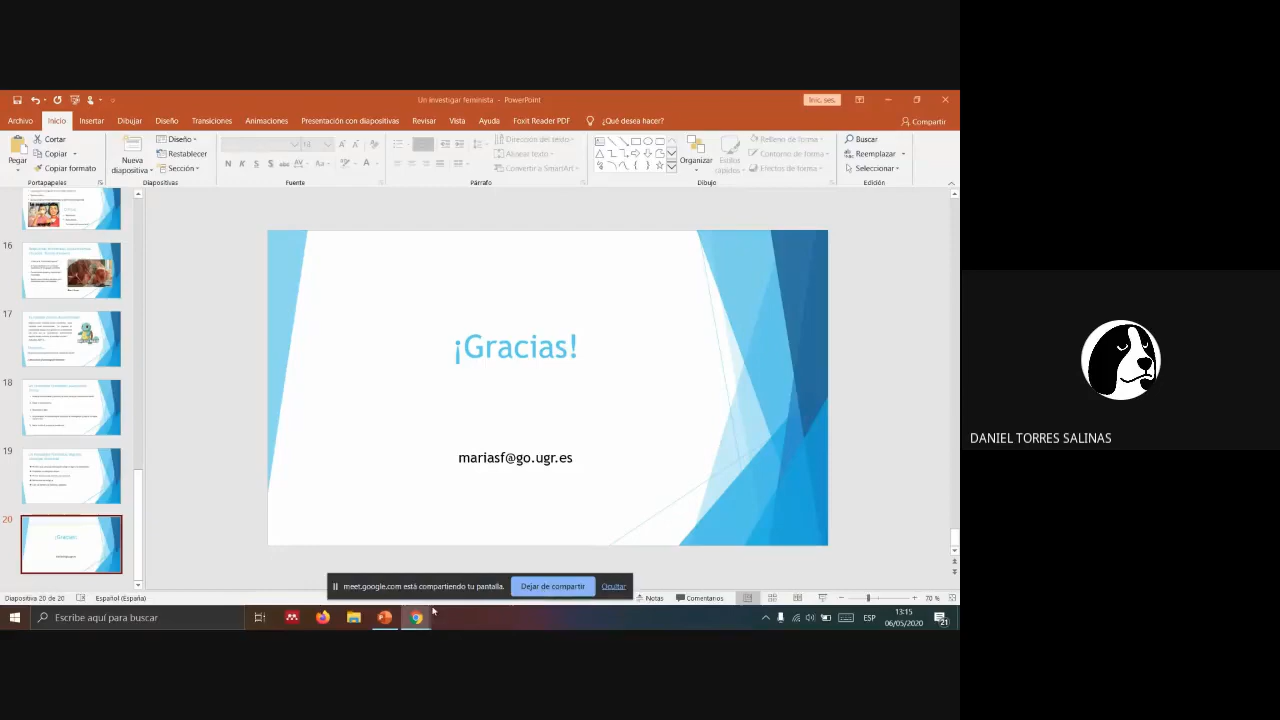 Un investigar feminista - PowerPoint
Inic. ses.
Archivo Inicio Insertar Dibujar Diseño Transiciones Animaciones Presentación con diapositivas Revisar Vista Ayuda Foxit Reader PDF ¿Qué desea hacer? Compartir
Pegar
Cortar
Copiar
Copiar formato
Portapapeles
Nueva
diapositiva
Diseño
Restablecer
Sección
Diapositivas
Fuente
Dirección del texto
Alinear texto
Convertir a SmartArt
Párrafo
Organizar
Estilos
rápidos
Relleno de forma
Contorno de forma
Efectos de forma
Dibujo
Buscar
Reemplazar
Seleccionar
Edición
16
17
18
19
20
¡Gracias!
mariasf@go.ugr.es
meet.google.com está compartiendo tu pantalla.
Dejar de compartir
Ocultar
Diapositiva 20 de 20
Español (España)
Notas
Comentarios
70 %
Escribe aquí para buscar
ESP
13:15
06/05/2020
21
DANIEL TORRES SALINAS